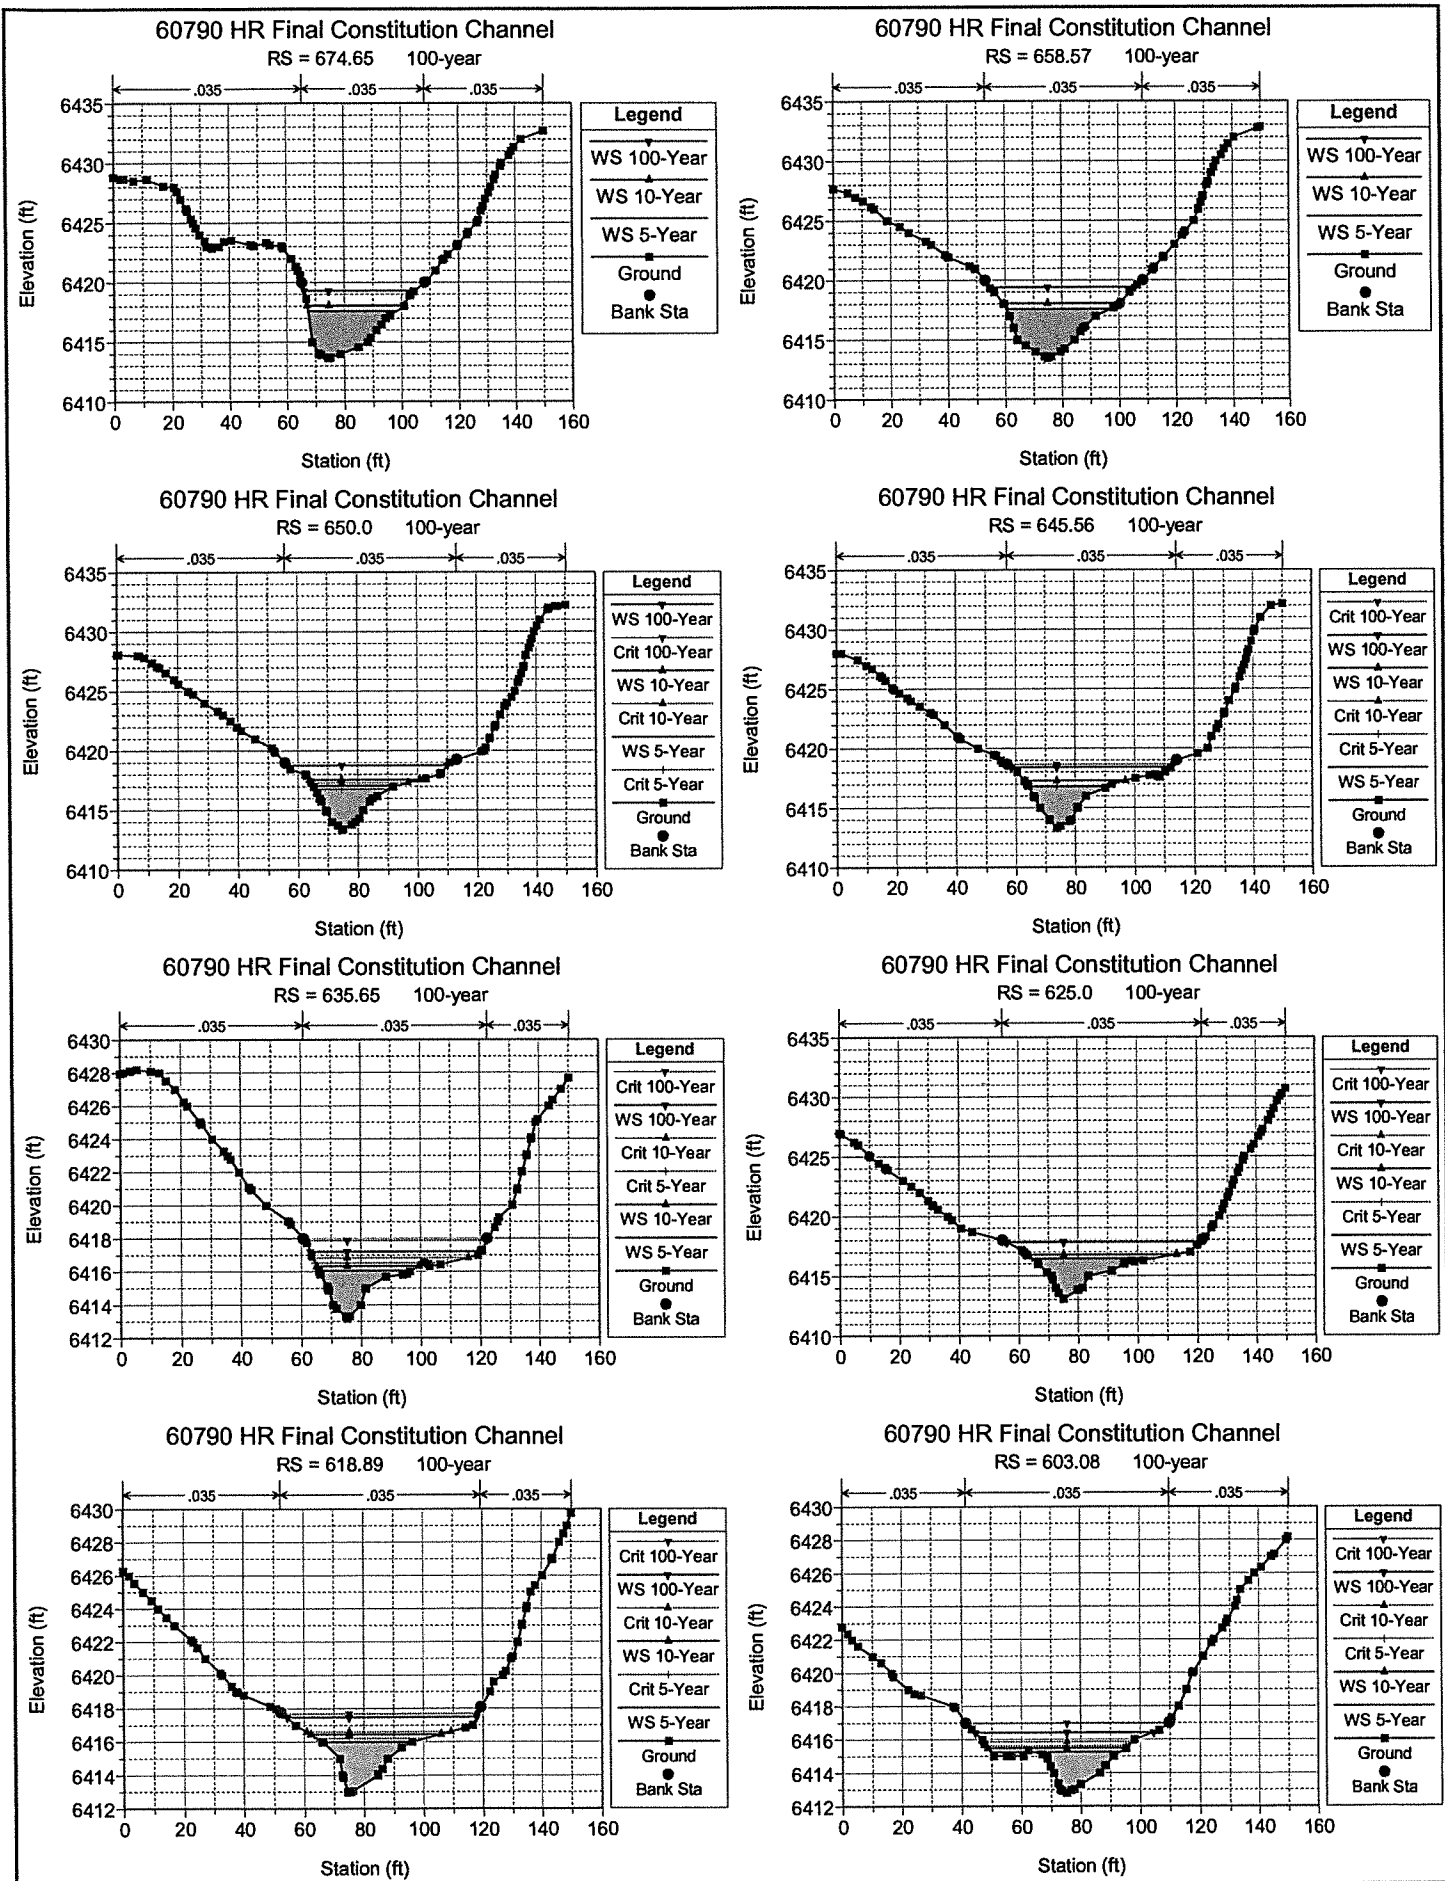 60790 HR Final Constitution Channel
RS = 674.65 100-year
.035 .035 .035
6435
6430
6425
6420
6415
6410
Elevation (ft)
0 20 40 60 80 100 120 140 160
Station (ft)
Legend
WS 100-Year
WS 10-Year
WS 5-Year
Ground
Bank Sta
60790 HR Final Constitution Channel
RS = 658.57 100-year
.035 .035 .035
6435
6430
6425
6420
6415
6410
Elevation (ft)
0 20 40 60 80 100 120 140 160
Station (ft)
Legend
WS 100-Year
WS 10-Year
WS 5-Year
Ground
Bank Sta
60790 HR Final Constitution Channel
RS = 650.0 100-year
.035 .035 .035
6435
6430
6425
6420
6415
6410
Elevation (ft)
0 20 40 60 80 100 120 140 160
Station (ft)
Legend
WS 100-Year
Crit 100-Year
WS 10-Year
Crit 10-Year
WS 5-Year
Crit 5-Year
Ground
Bank Sta
60790 HR Final Constitution Channel
RS = 645.56 100-year
.035 .035 .035
6435
6430
6425
6420
6415
6410
Elevation (ft)
0 20 40 60 80 100 120 140 160
Station (ft)
Legend
Crit 100-Year
WS 100-Year
WS 10-Year
Crit 10-Year
Crit 5-Year
WS 5-Year
Ground
Bank Sta
60790 HR Final Constitution Channel
RS = 635.65 100-year
.035 .035 .035
6430
6428
6426
6424
6422
6420
6418
6416
6414
6412
Elevation (ft)
0 20 40 60 80 100 120 140 160
Station (ft)
Legend
Crit 100-Year
WS 100-Year
Crit 10-Year
Crit 5-Year
WS 10-Year
WS 5-Year
Ground
Bank Sta
60790 HR Final Constitution Channel
RS = 625.0 100-year
.035 .035 .035
6435
6430
6425
6420
6415
6410
Elevation (ft)
0 20 40 60 80 100 120 140 160
Station (ft)
Legend
Crit 100-Year
WS 100-Year
Crit 10-Year
WS 10-Year
Crit 5-Year
WS 5-Year
Ground
Bank Sta
60790 HR Final Constitution Channel
RS = 618.89 100-year
.035 .035 .035
6430
6428
6426
6424
6422
6420
6418
6416
6414
6412
Elevation (ft)
0 20 40 60 80 100 120 140 160
Station (ft)
Legend
Crit 100-Year
WS 100-Year
Crit 10-Year
WS 10-Year
Crit 5-Year
WS 5-Year
Ground
Bank Sta
60790 HR Final Constitution Channel
RS = 603.08 100-year
.035 .035 .035
6430
6428
6426
6424
6422
6420
6418
6416
6414
6412
Elevation (ft)
0 20 40 60 80 100 120 140 160
Station (ft)
Legend
Crit 100-Year
WS 100-Year
Crit 10-Year
Crit 5-Year
WS 10-Year
WS 5-Year
Ground
Bank Sta